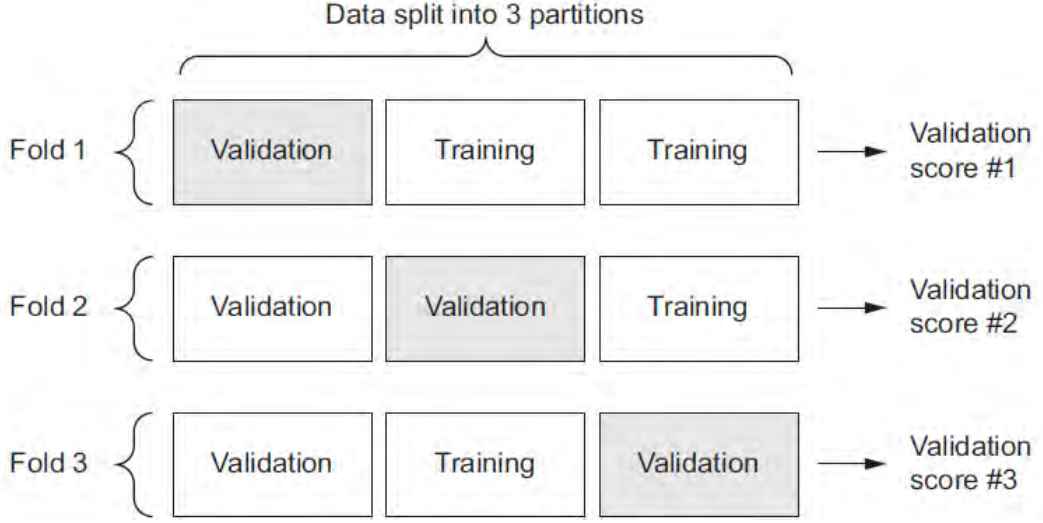 Data split into 3 partitions
Fold 1
Validation
Training
Training
Validation
score #1
Fold 2
Validation
Validation
Training
Validation
score #2
Fold 3
Validation
Training
Validation
Validation
score #3